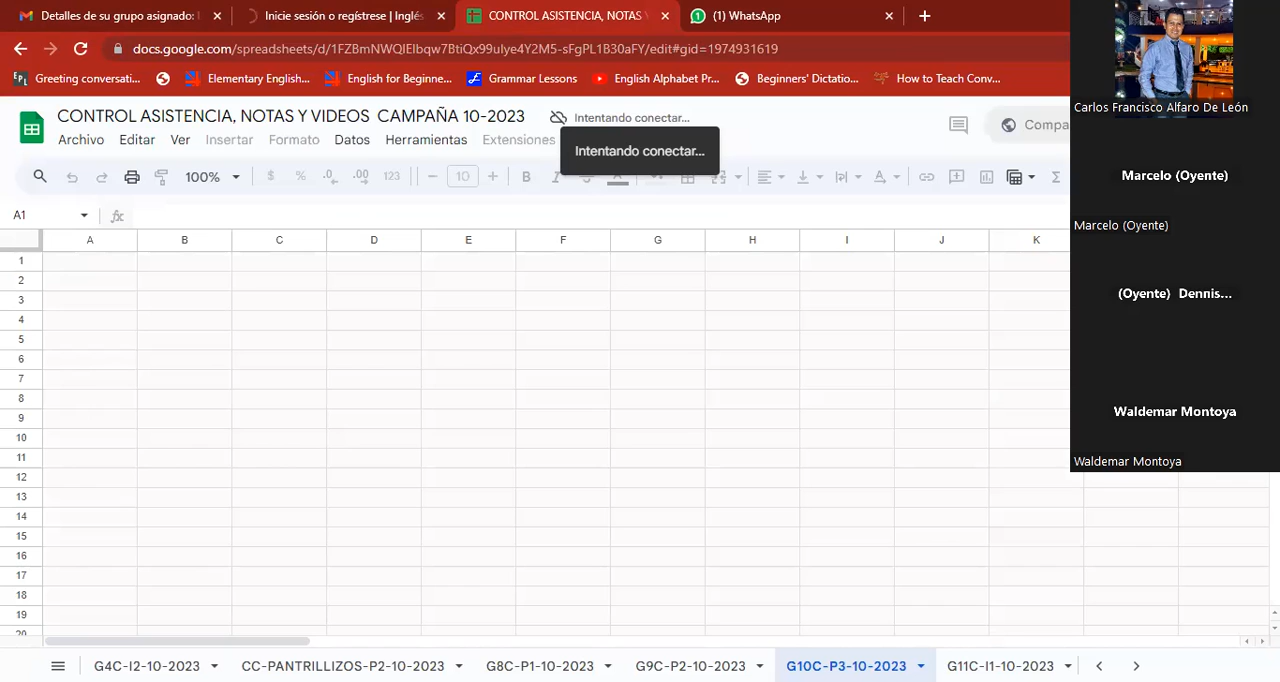 Detalles de su grupo asignado: I
Inicie sesión o regístrese | Inglés
CONTROL ASISTENCIA, NOTAS Y
(1) WhatsApp
docs.google.com/spreadsheets/d/1FZBmNWQIEIbqw7BtiQx99ulye4Y2M5-sFgPL1B30aFY/edit#gid=1974931619
Greeting conversati...
Elementary English...
English for Beginne...
Grammar Lessons
English Alphabet Pr...
Beginners' Dictatio...
How to Teach Conv...
CONTROL ASISTENCIA, NOTAS Y VIDEOS CAMPAÑA 10-2023
Intentando conectar...
Archivo Editar Ver Insertar Formato Datos Herramientas Extensiones
Intentando conectar...
Compa
100% $ % .0 .00 123 10 B I A Σ
A1 fx
A B C D E F G H I J K
1
2
3
4
5
6
7
8
9
10
11
12
13
14
15
16
17
18
19
20
G4C-I2-10-2023 CC-PANTRILLIZOS-P2-10-2023 G8C-P1-10-2023 G9C-P2-10-2023 G10C-P3-10-2023 G11C-I1-10-2023
Carlos Francisco Alfaro De León
Marcelo (Oyente)
Marcelo (Oyente)
(Oyente) Dennis...
Waldemar Montoya
Waldemar Montoya